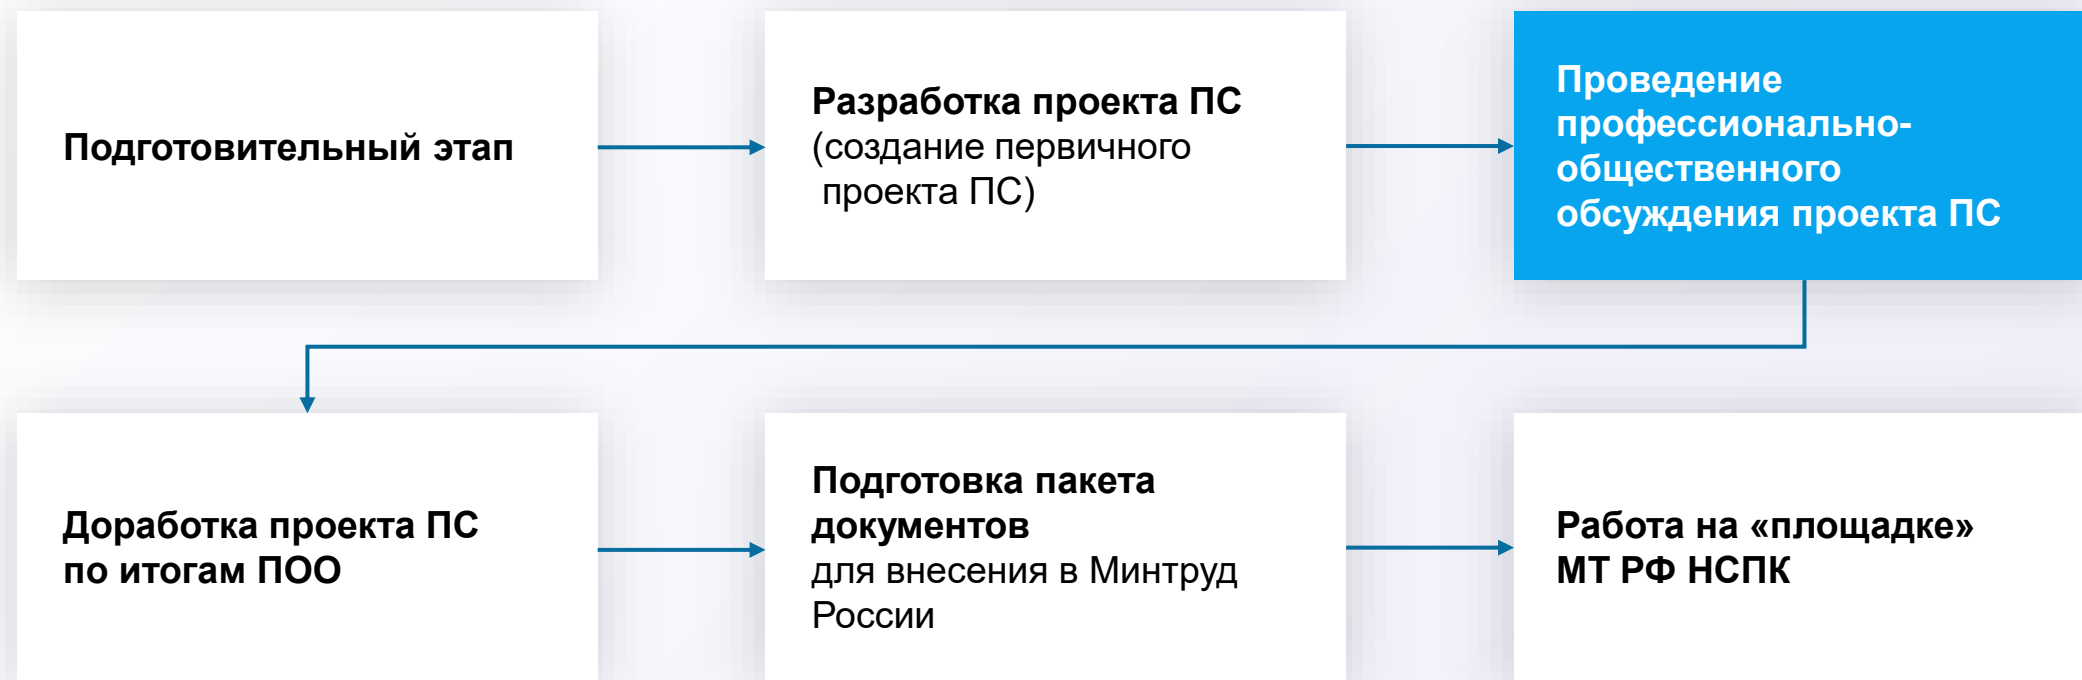 Подготовительный этап
Разработка проекта ПС
(создание первичного
проекта ПС)
Проведение
профессионально-
общественного
обсуждения проекта ПС
Доработка проекта ПС
по итогам ПОО
Подготовка пакета
документов
для внесения в Минтруд
России
Работа на «площадке»
МТ РФ НСПК